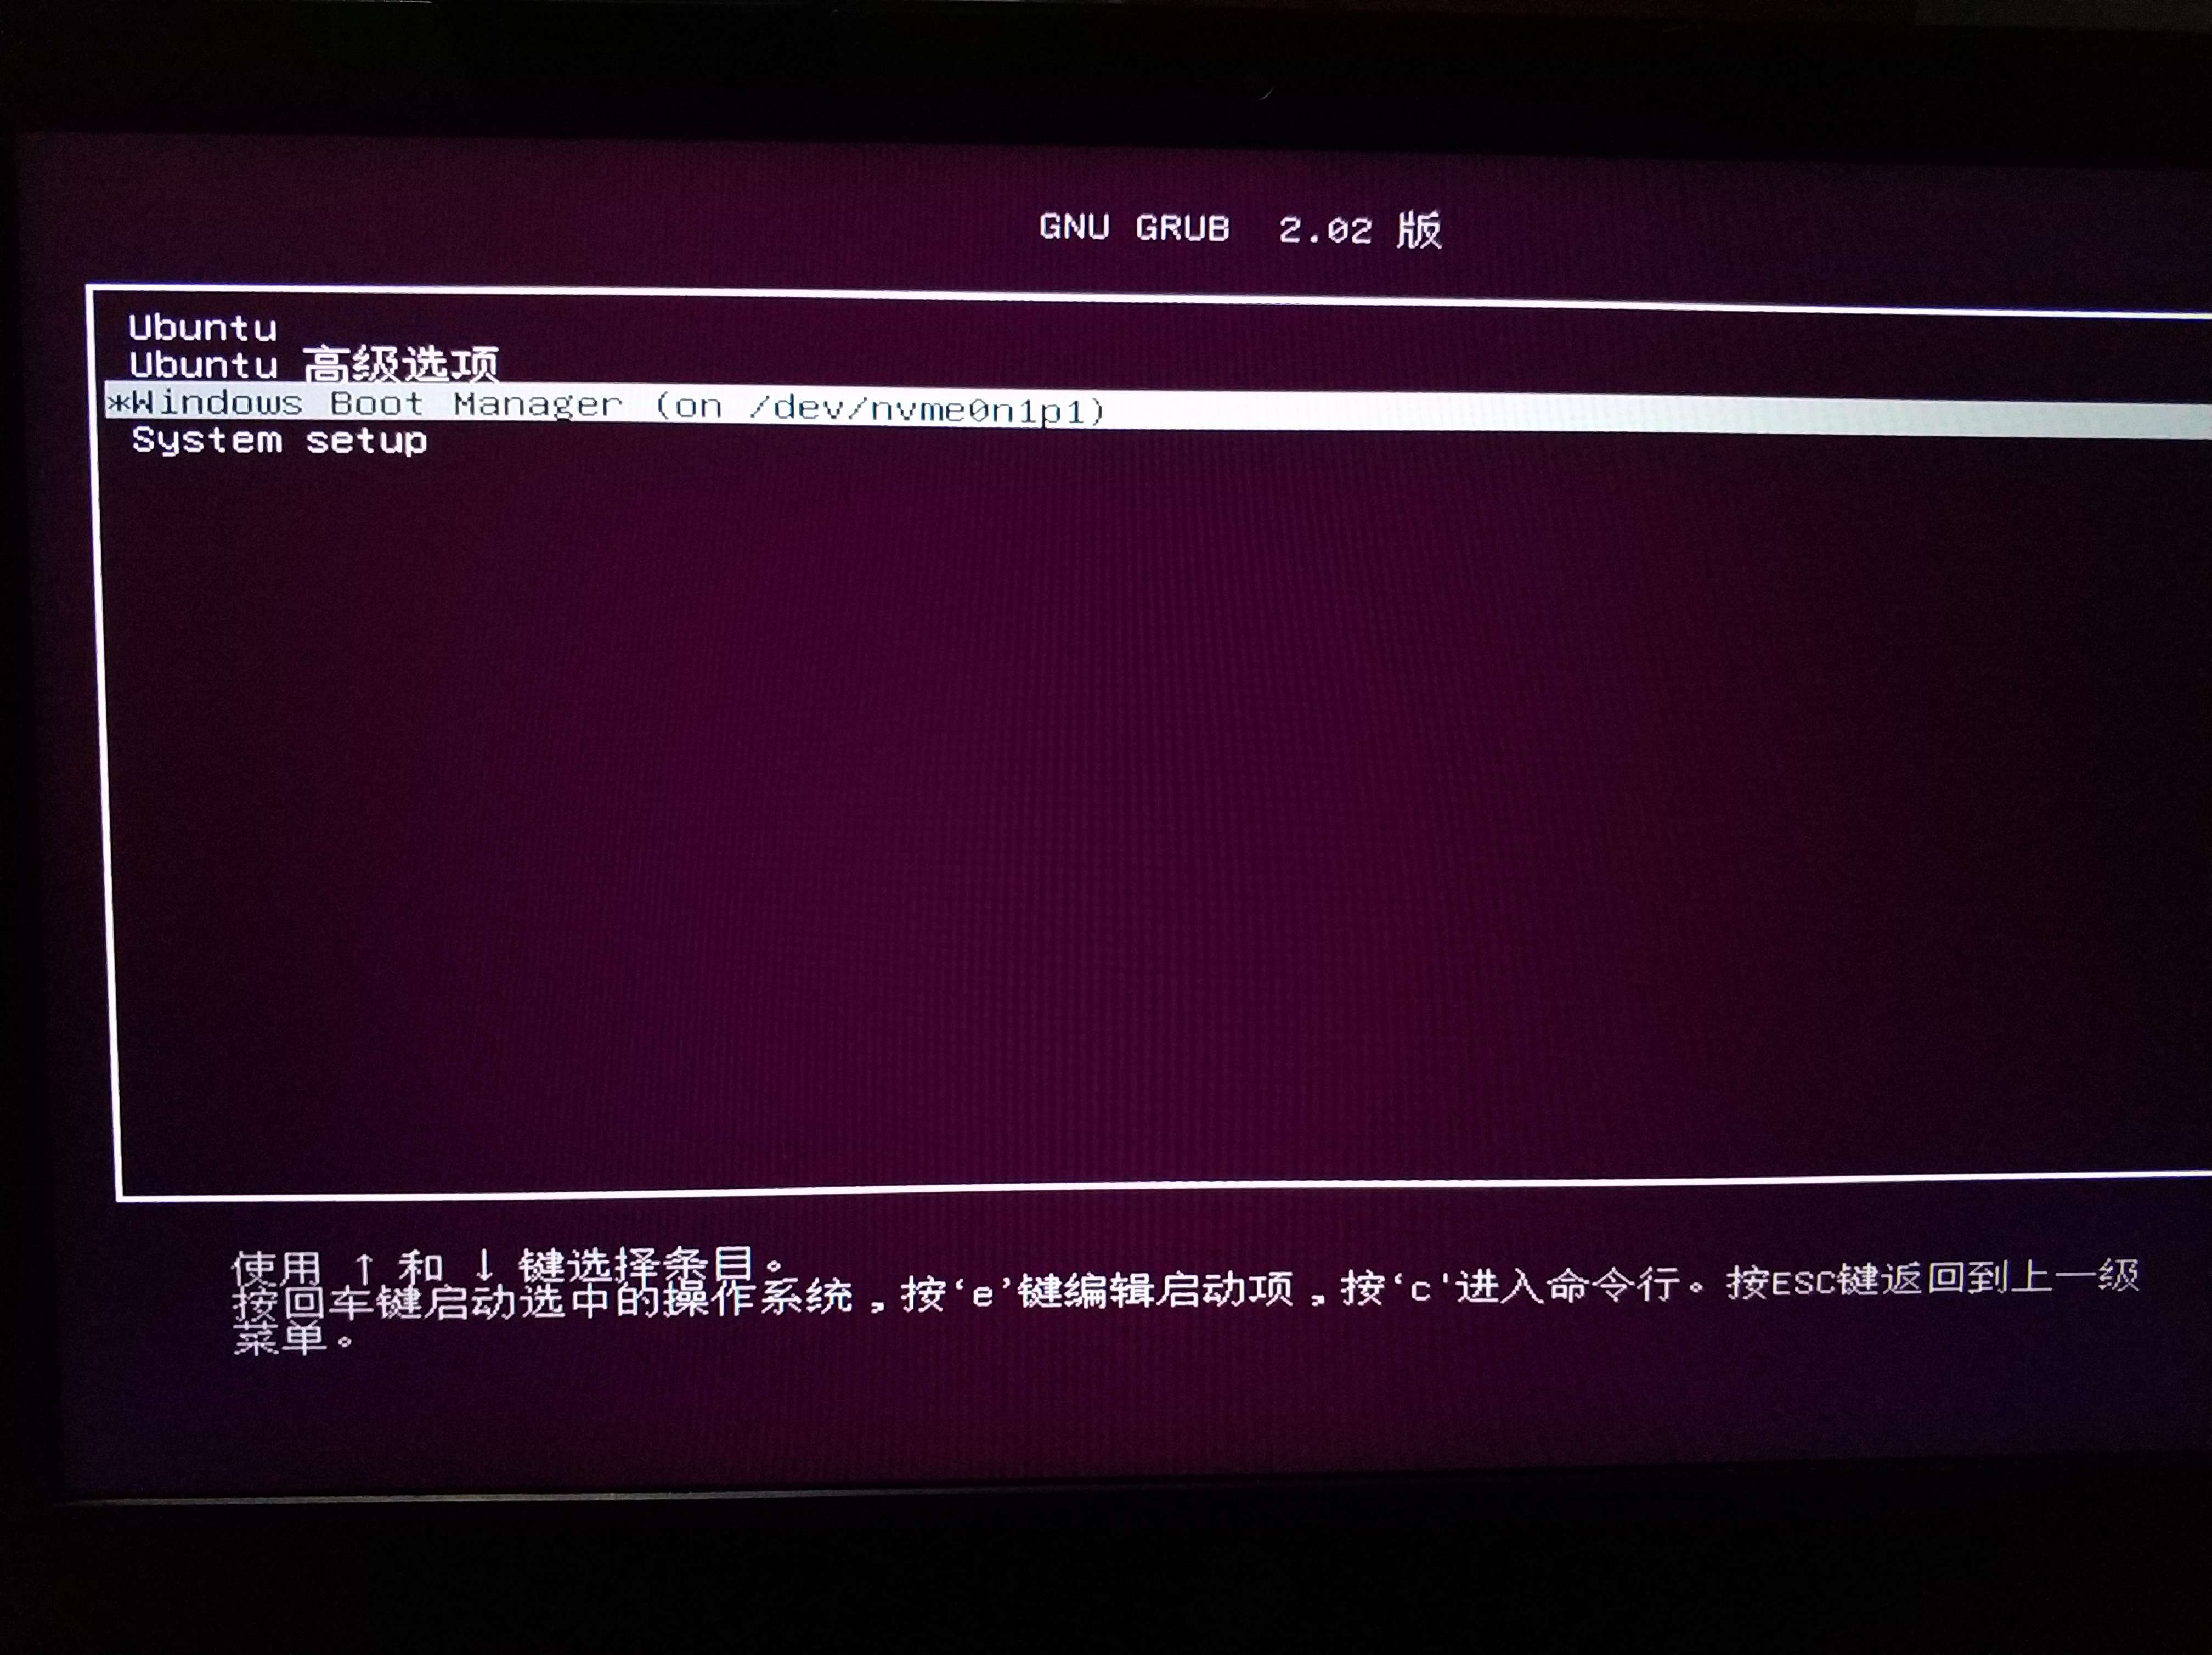 GNU GRUB  2.02 版
Ubuntu
Ubuntu 高级选项
*Windows Boot Manager (on /dev/nvme0n1p1)
System setup
使用 ↑ 和 ↓ 键选择条目。
按回车键启动选中的操作系统，按‘e’键编辑启动项，按‘c'进入命令行。按ESC键返回到上一级
菜单。